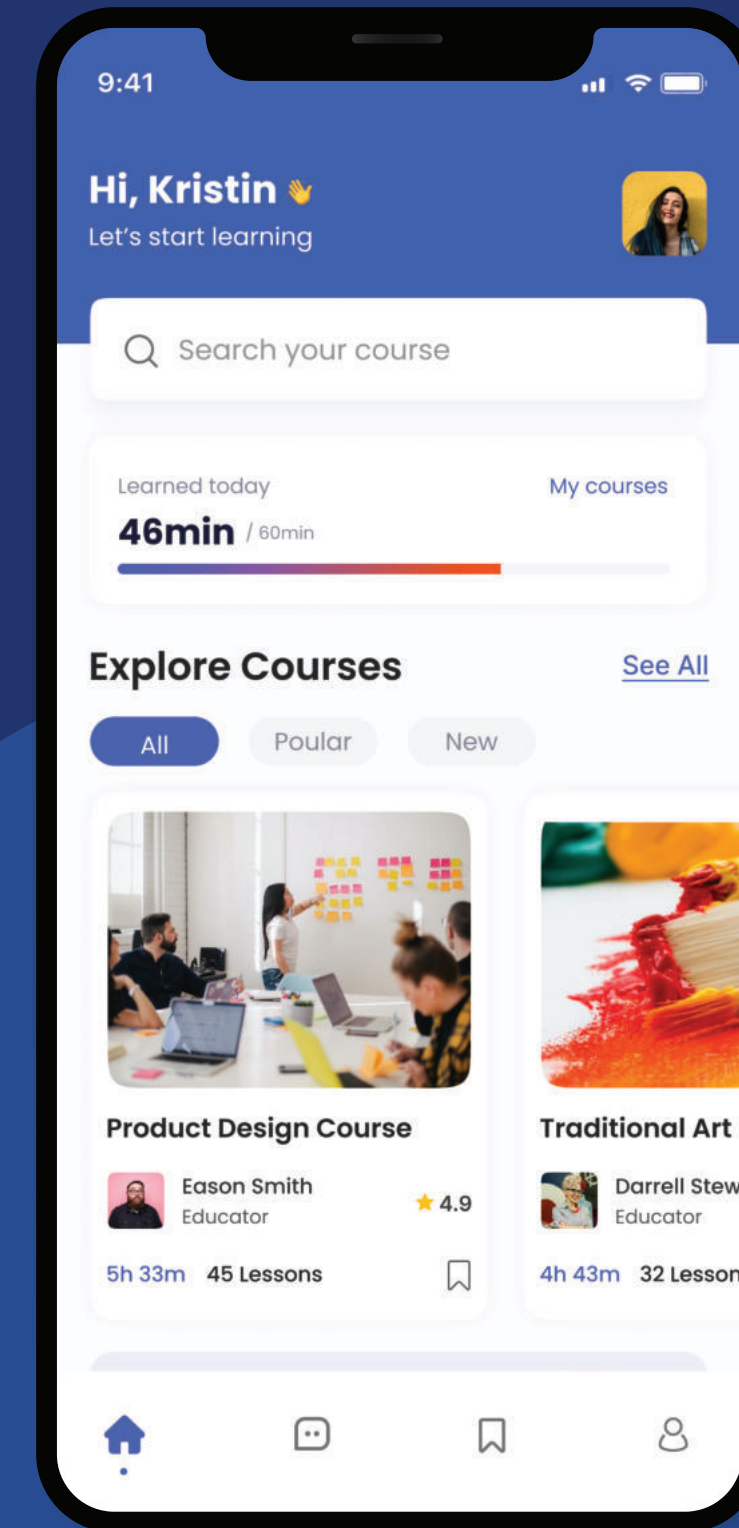 9:41
Hi, Kristin 👋
Let's start learning
Search your course
Learned today
My courses
46min / 60min
Explore Courses
See All
All
Poular
New
Product Design Course
Eason Smith
Educator
4.9
5h 33m 45 Lessons
Traditional Art
Darrell Stew
Educator
4h 43m 32 Lesson